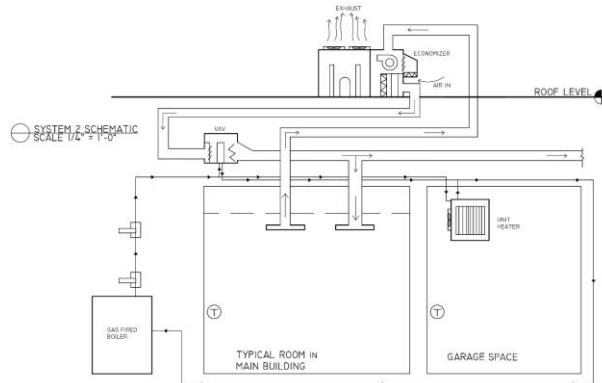 EXHAUST
ECONOMIZER
AIR IN
ROOF LEVEL
SYSTEM 2 SCHEMATIC
SCALE 1/4" = 1'-0"
VAV
UNIT
HEATER
T
T
GAS FIRED
BOILER
TYPICAL ROOM IN
MAIN BUILDING
GARAGE SPACE